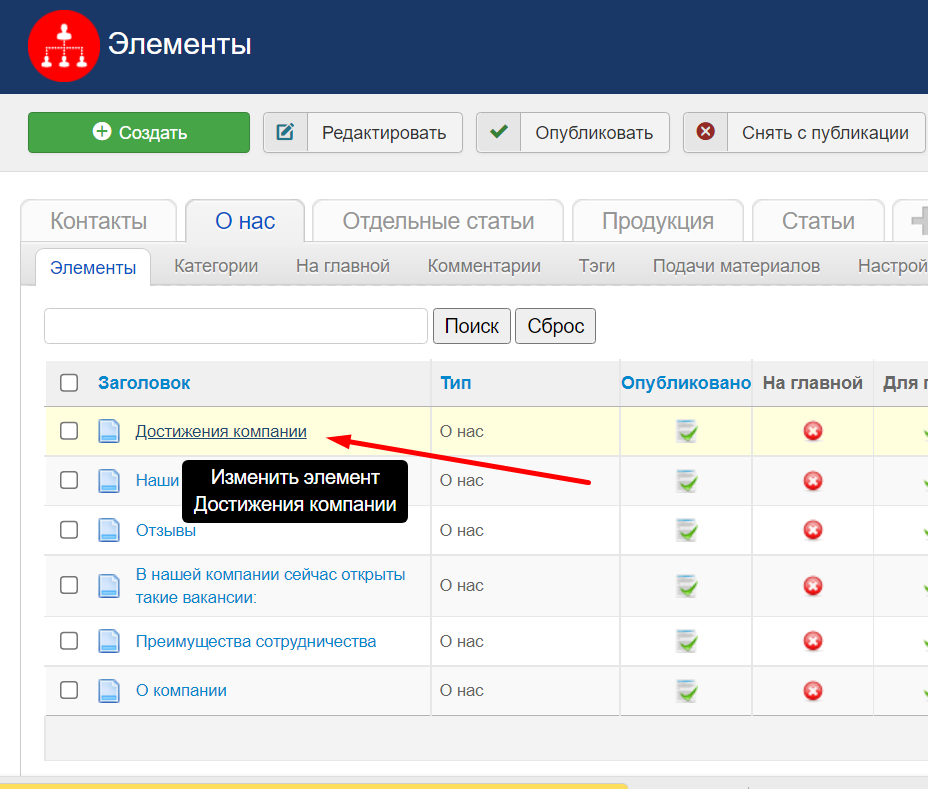 Элементы
Создать Редактировать Опубликовать Снять с публикации
Контакты О нас Отдельные статьи Продукция Статьи
Элементы Категории На главной Комментарии Тэги Подачи материалов Настрой
Поиск Сброс
Заголовок Тип Опубликовано На главной Для
Достижения компании О нас
Наши О нас
Изменить элемент
Достижения компании
Отзывы О нас
В нашей компании сейчас открыты
такие вакансии: О нас
Преимущества сотрудничества О нас
О компании О нас